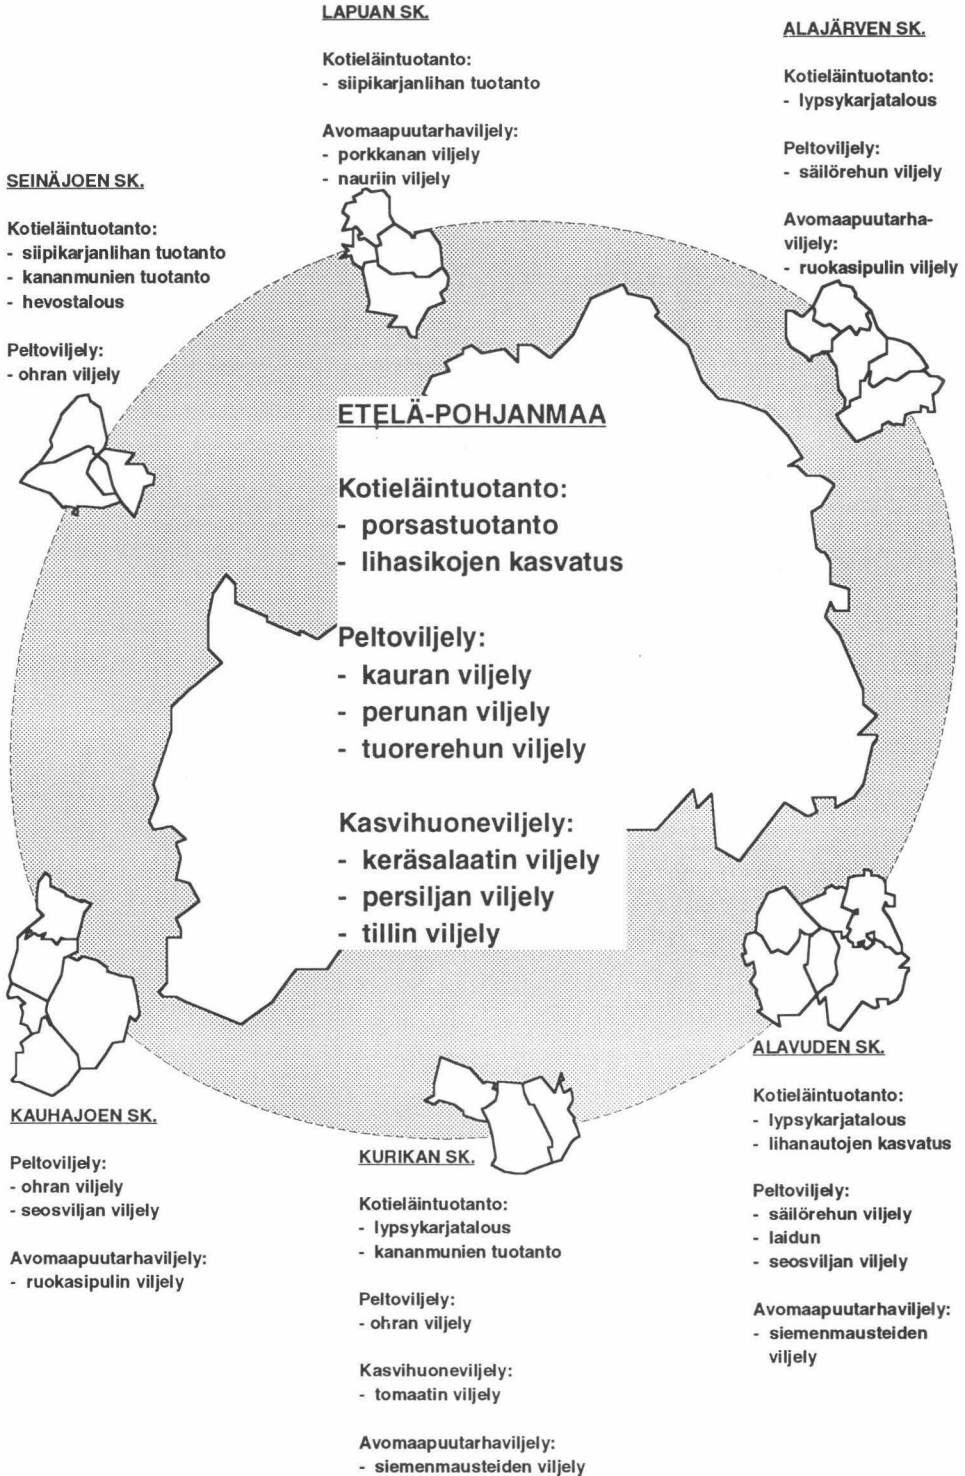 LAPUAN SK.
Kotieläintuotanto:
- siipikarjanlihan tuotanto
Avomaapuutarhaviljely:
- porkkanan viljely
- nauriin viljely
ALAJÄRVEN SK.
Kotieläintuotanto:
- lypsykarjatalous
Peltoviljely:
- säilörehun viljely
Avomaapuutarha-
viljely:
- ruokasipulin viljely
SEINÄJOEN SK.
Kotieläintuotanto:
- siipikarjanlihan tuotanto
- kananmunien tuotanto
- hevostalous
Peltoviljely:
- ohran viljely
ETELÄ-POHJANMAA
Kotieläintuotanto:
- porsastuotanto
- lihasikojen kasvatus
Peltoviljely:
- kauran viljely
- perunan viljely
- tuorerehun viljely
Kasvihuoneviljely:
- keräsalaatin viljely
- persiljan viljely
- tillin viljely
KAUHAJOEN SK.
Peltoviljely:
- ohran viljely
- seosviljan viljely
Avomaapuutarhaviljely:
- ruokasipulin viljely
KURIKAN SK.
Kotieläintuotanto:
- lypsykarjatalous
- kananmunien tuotanto
Peltoviljely:
- ohran viljely
Kasvihuoneviljely:
- tomaatin viljely
Avomaapuutarhaviljely:
- siemenmausteiden viljely
ALAVUDEN SK.
Kotieläintuotanto:
- lypsykarjatalous
- lihanautojen kasvatus
Peltoviljely:
- säilörehun viljely
- laidun
- seosviljan viljely
Avomaapuutarhaviljely:
- siemenmausteiden
viljely